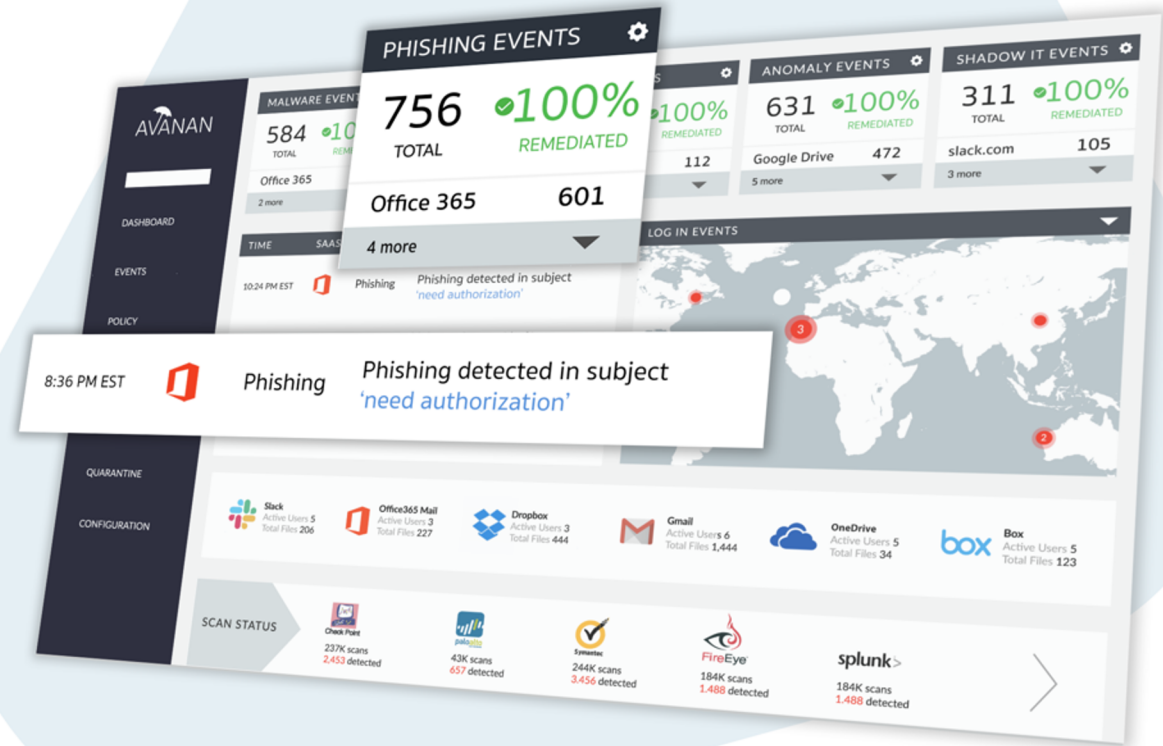 AVANAN
DASHBOARD
EVENTS
POLICY
QUARANTINE
CONFIGURATION
MALWARE EVENT
584
TOTAL
Office 365
2 more
PHISHING EVENTS
756 100%
TOTAL REMEDIATED
Office 365 601
4 more
100%
REMEDIATED
112
ANOMALY EVENTS
631 100%
TOTAL REMEDIATED
Google Drive 472
5 more
SHADOW IT EVENTS
311 100%
TOTAL REMEDIATED
slack.com 105
3 more
TIME SAAS
10:24 PM EST Phishing Phishing detected in subject
'need authorization'
8:36 PM EST Phishing Phishing detected in subject
'need authorization'
LOG IN EVENTS
3
2
Slack
Active Users 5
Total Files 206
Office365 Mail
Active Users 3
Total Files 227
Dropbox
Active Users 3
Total Files 444
Gmail
Active Users 6
Total Files 1,444
OneDrive
Active Users 5
Total Files 34
box
Box
Active Users 5
Total Files 123
SCAN STATUS
Check Point
237K scans
2,453 detected
paloalto
43K scans
657 detected
Symantec
244K scans
3.456 detected
FireEye
184K scans
1.488 detected
splunk>
184K scans
1.488 detected